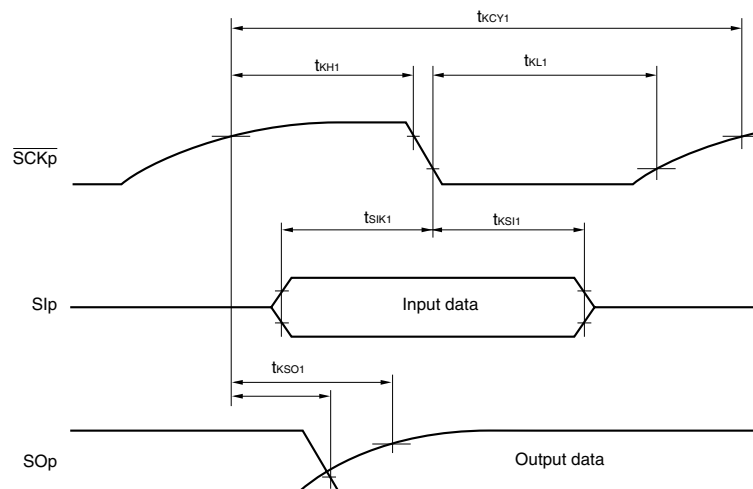 tKCY1
tKH1
tKL1
SCKp
tSIK1
tKSI1
SIp
Input data
tKSO1
SOp
Output data